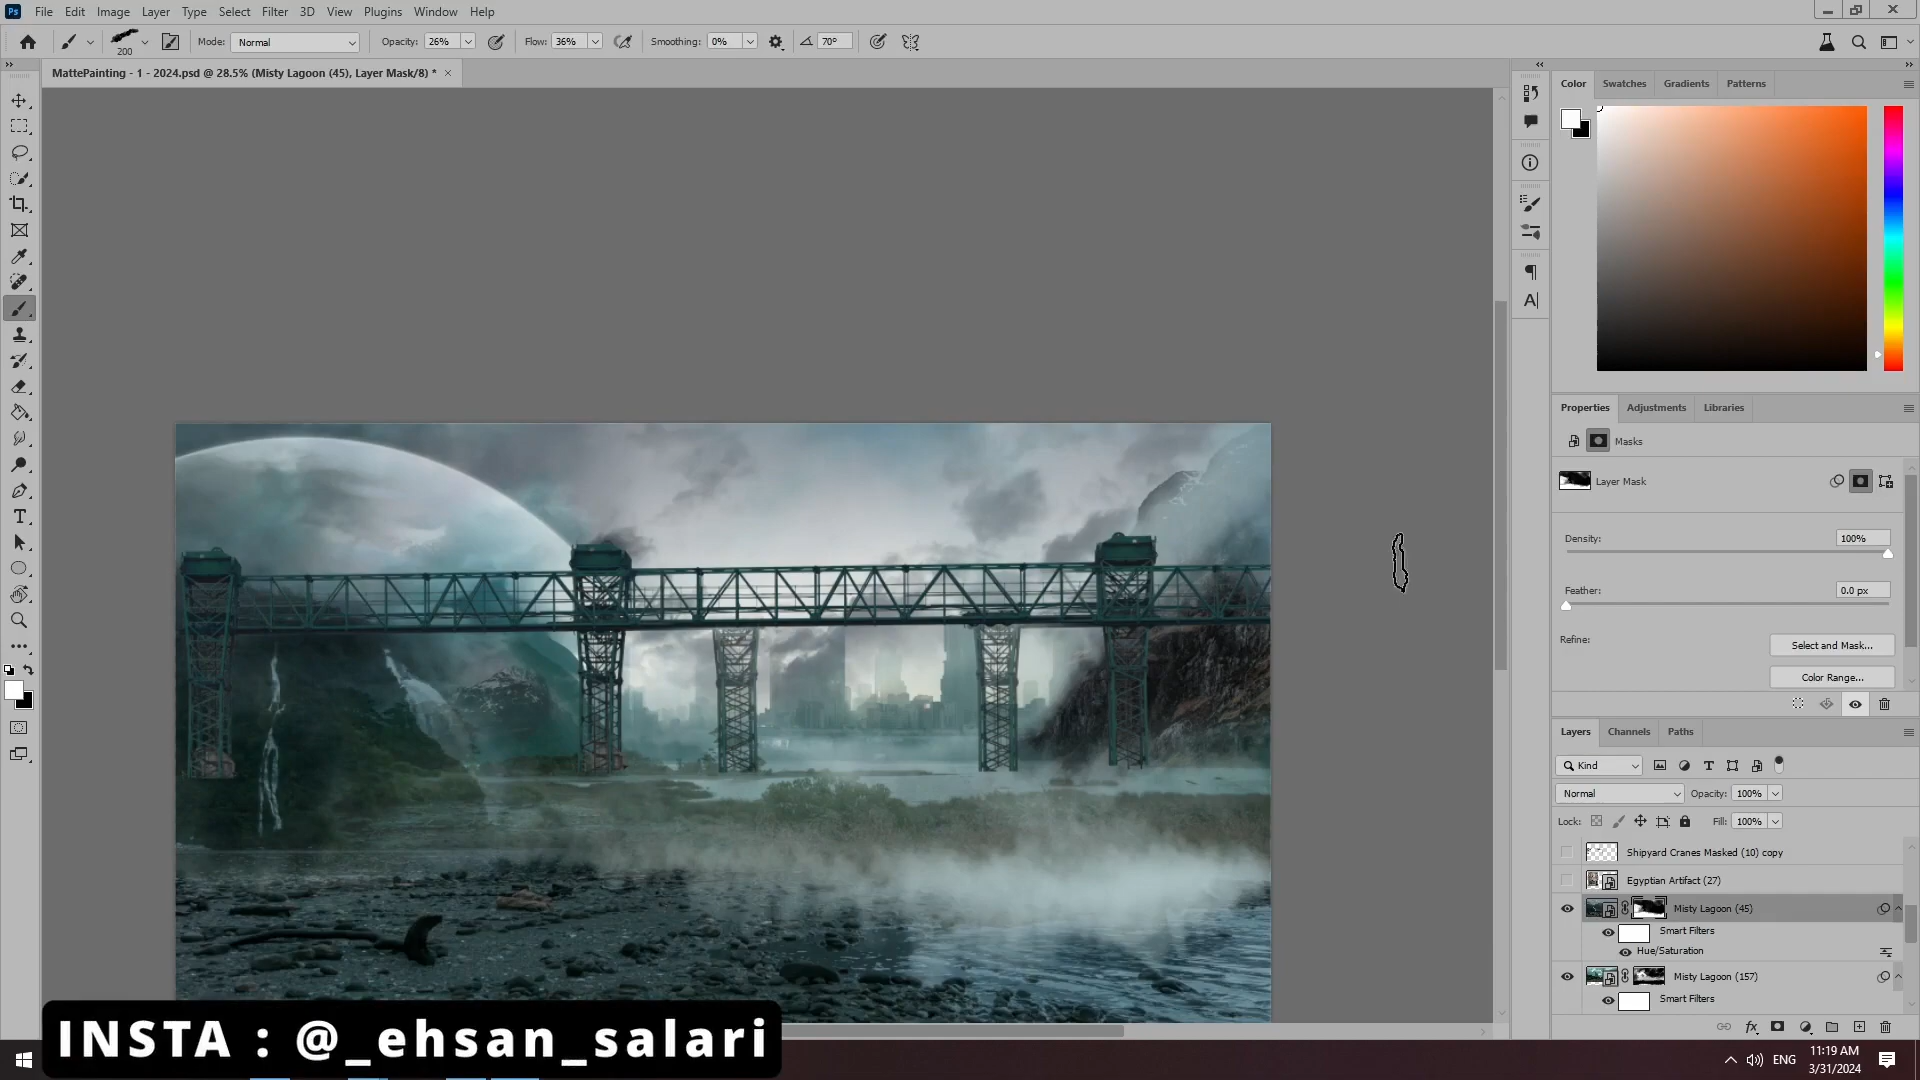 File Edit Image Layer Type Select Filter 3D View Plugins Window Help
200 Mode: Normal Opacity: 26% Flow: 36% Smoothing: 0% 70°
MattePainting - 1 - 2024.psd @ 28.5% (Misty Lagoon (45), Layer Mask/8) *
Color Swatches Gradients Patterns
Properties Adjustments Libraries
Masks
Layer Mask
Density: 100%
Feather: 0.0 px
Refine: Select and Mask...
Color Range...
Layers Channels Paths
Kind
Normal Opacity: 100%
Lock: Fill: 100%
Shipyard Cranes Masked (10) copy
Egyptian Artifact (27)
Misty Lagoon (45)
Smart Filters
Hue/Saturation
Misty Lagoon (157)
Smart Filters
INSTA : @_ehsan_salari
ENG 11:19 AM
3/31/2024